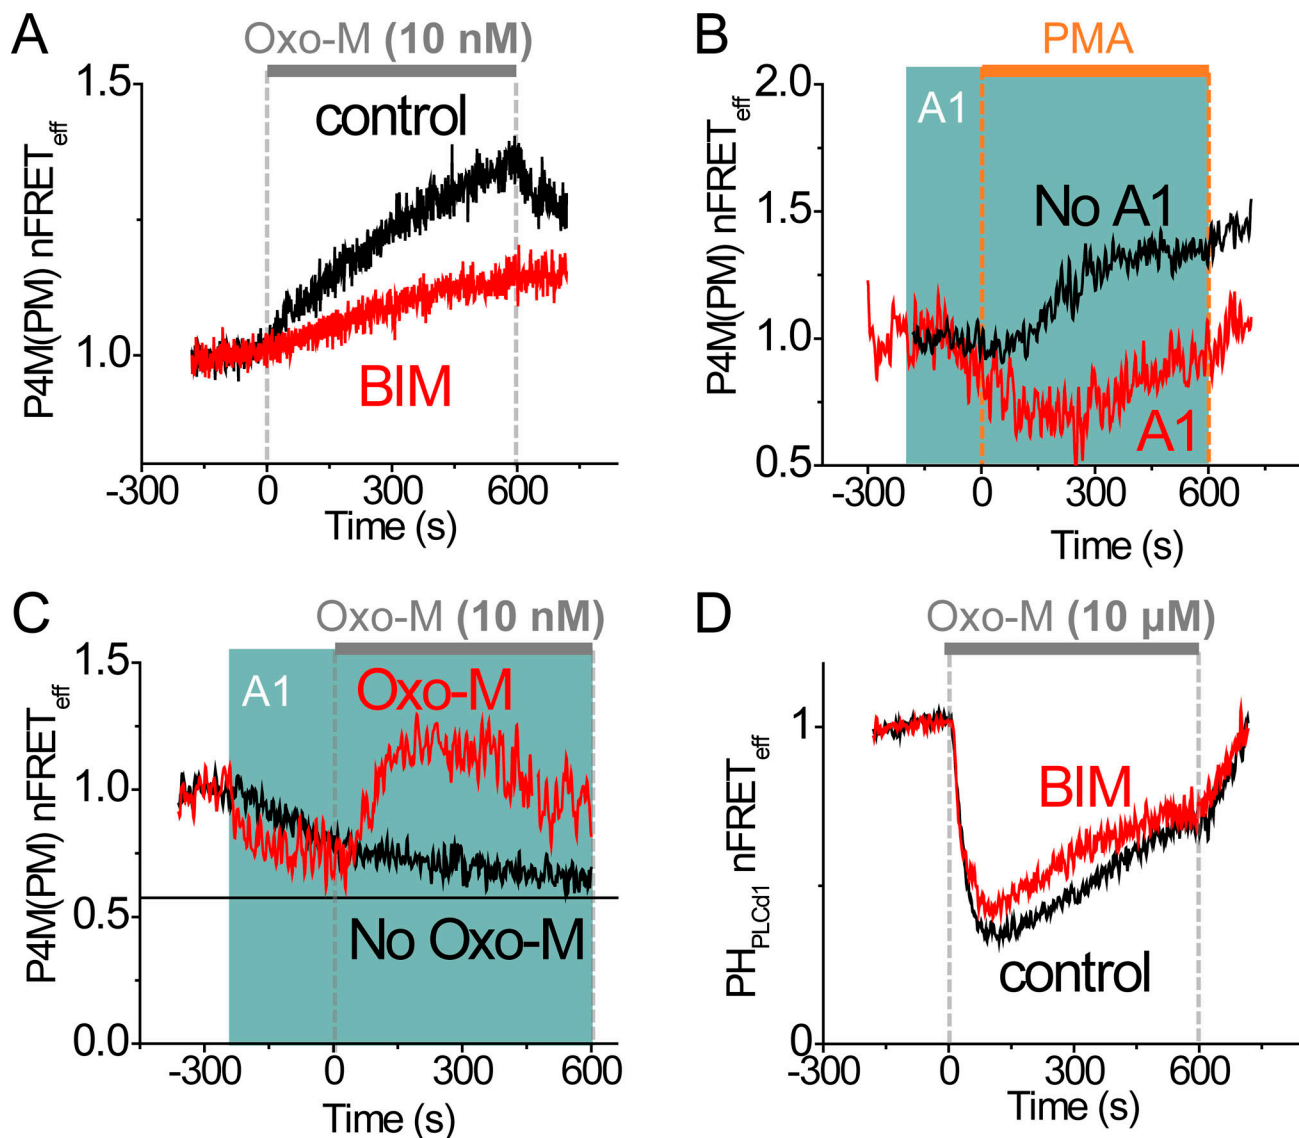 A
Oxo-M (10 nM)
1.5
control
1.0
BIM
P4M(PM) nFRETeff
-300 0 300 600
Time (s)
B
PMA
2.0
A1
No A1
1.5
1.0
A1
0.5
P4M(PM) nFRETeff
-300 0 300 600
Time (s)
C
Oxo-M (10 nM)
1.5
A1
Oxo-M
1.0
0.5
No Oxo-M
0.0
P4M(PM) nFRETeff
-300 0 300 600
Time (s)
D
Oxo-M (10 µM)
1
BIM
control
0
PHPLCd1 nFRETeff
-300 0 300 600
Time (s)